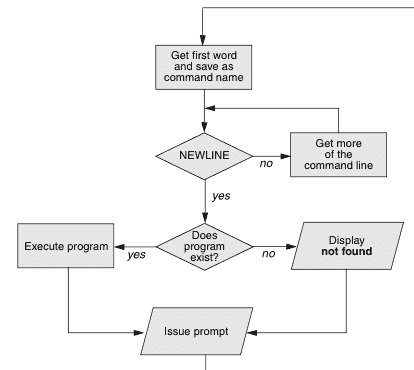 Get first word
and save as
command name
NEWLINE
no
Get more
of the
command line
yes
Does
program
exist?
yes
no
Execute program
Display
not found
Issue prompt